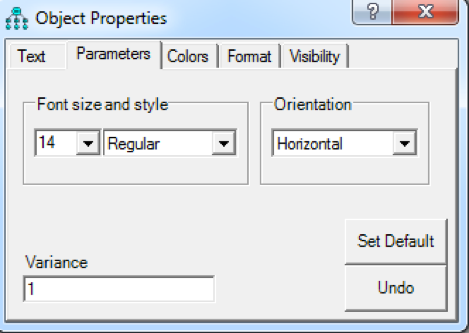 Object Properties
? X
Text Parameters Colors Format Visibility
Font size and style Orientation
14 Regular Horizontal
Set Default
Variance
1 Undo